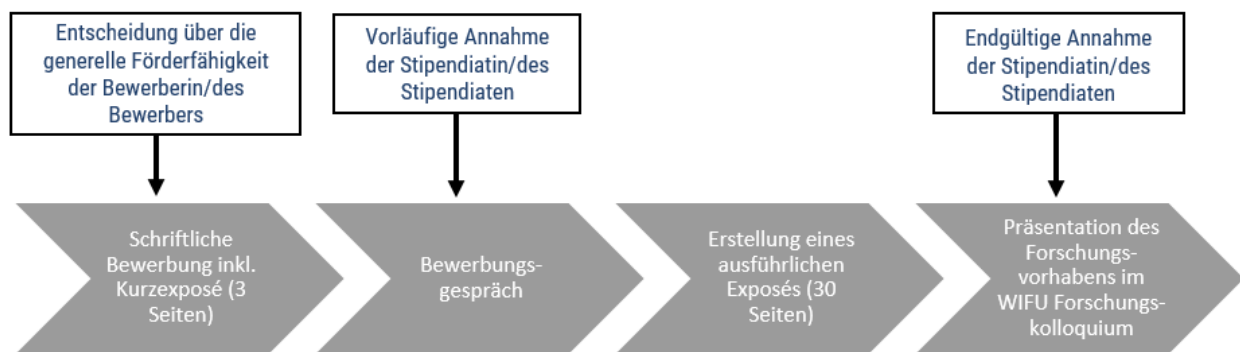 Entscheidung über die
generelle Förderfähigkeit
der Bewerberin/des
Bewerbers
Vorläufige Annahme
der Stipendiatin/des
Stipendiaten
Endgültige Annahme
der Stipendiatin/des
Stipendiaten
Schriftliche
Bewerbung inkl.
Kurzexposé (3
Seiten)
Bewerbungs-
gespräch
Erstellung eines
ausführlichen
Exposés (30
Seiten)
Präsentation des
Forschungs-
vorhabens im
WIFU Forschungs-
kolloquium